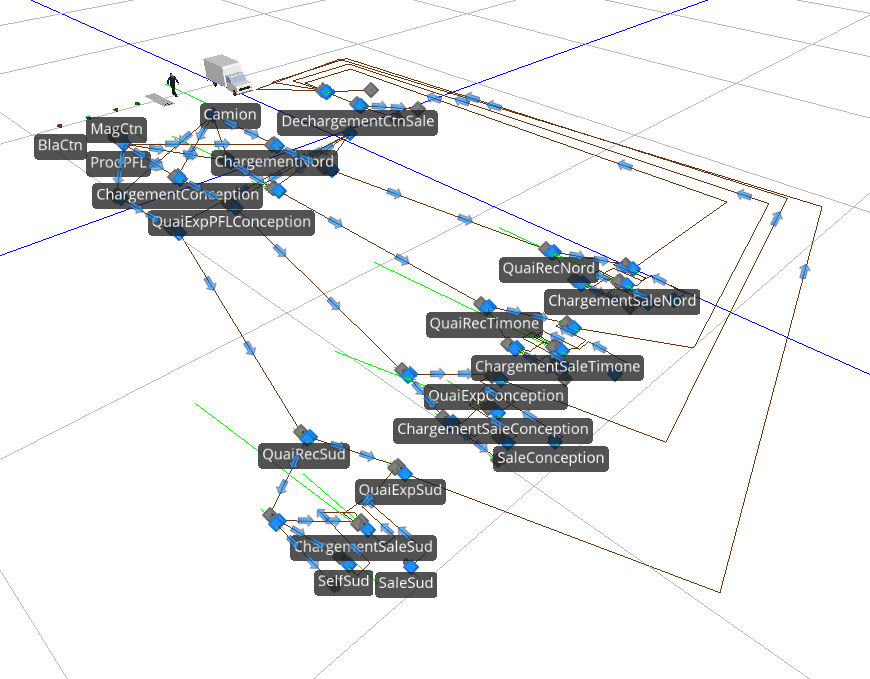 Camion
DechargementCtnSale
MagCtn
BlaCtn
ProdPFL
ChargementNord
ChargementConception
QuaiExpPFLConception
QuaiRecNord
ChargementSaleNord
QuaiRecTimone
ChargementSaleTimone
QuaiExpConception
ChargementSaleConception
SaleConception
QuaiRecSud
QuaiExpSud
ChargementSaleSud
SelfSud
SaleSud